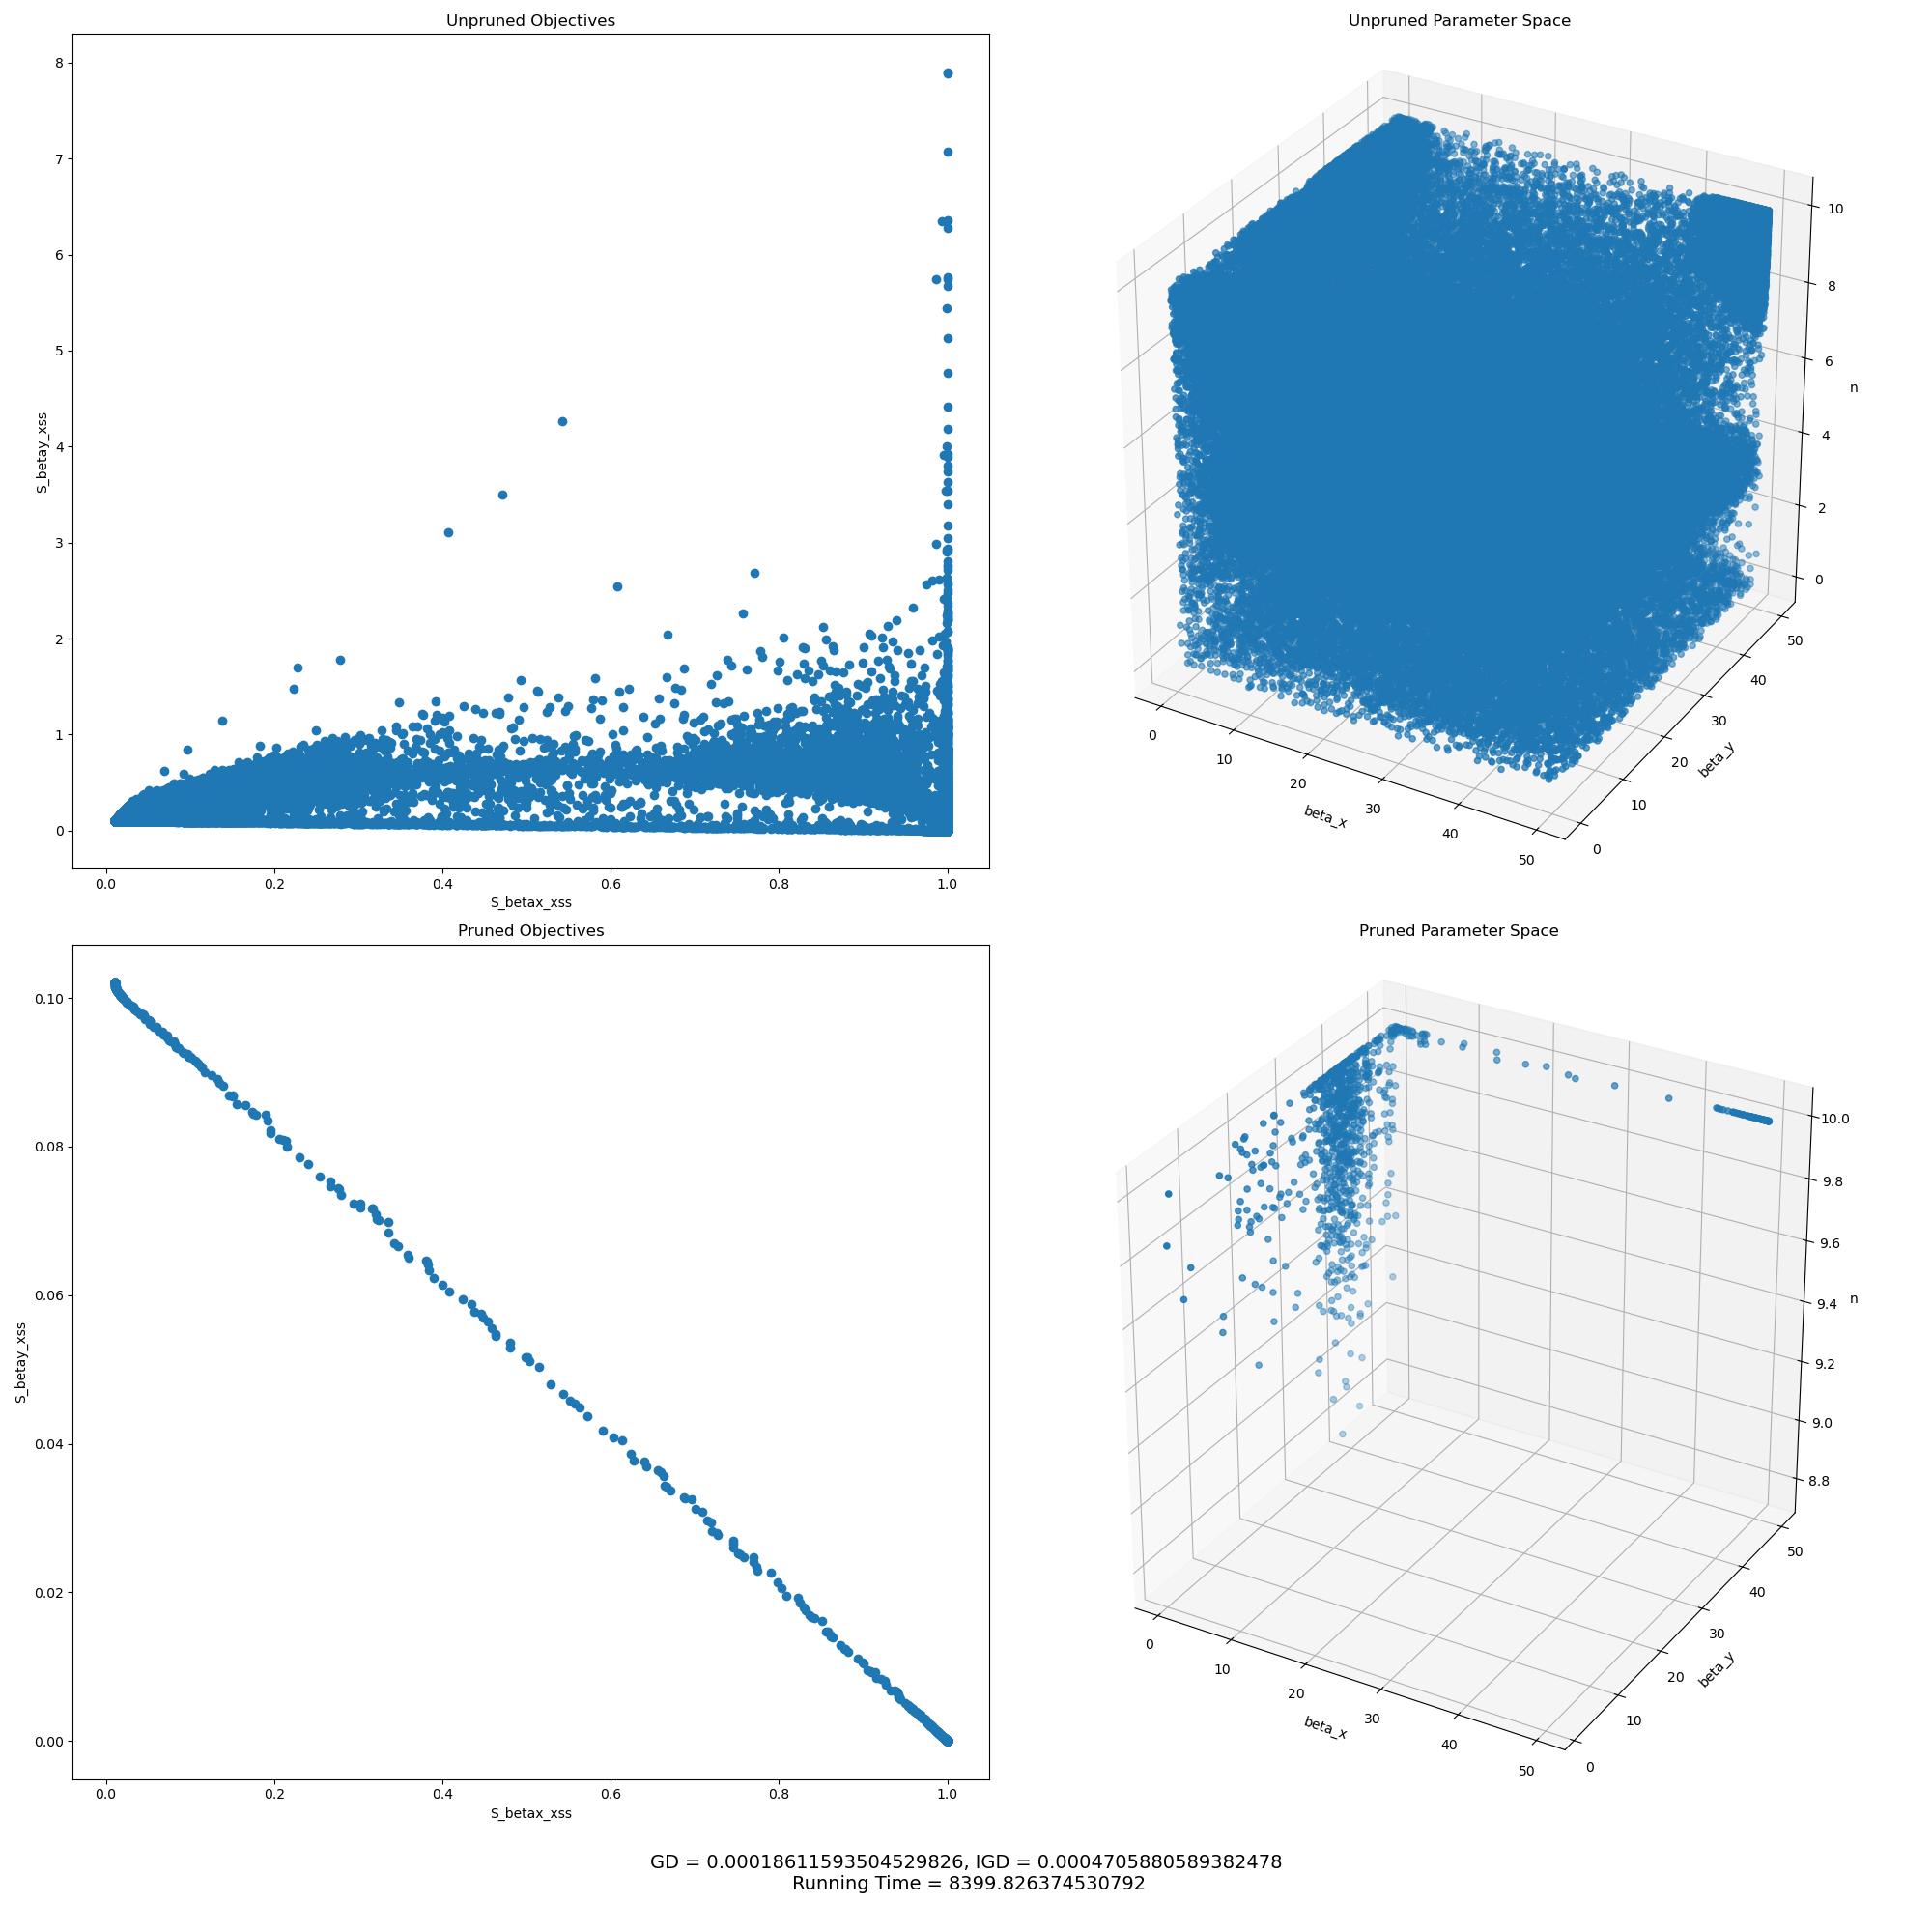 Unpruned Objectives
8
7
6
5
4
3
2
1
0
S_betay_xss
0.0 0.2 0.4 0.6 0.8 1.0
S_betax_xss
Unpruned Parameter Space
10
8
6
4
2
0
n
0 10 20 30 40 50
beta_x
0 10 20 30 40 50
beta_y
Pruned Objectives
0.10
0.08
0.06
0.04
0.02
0.00
S_betay_xss
0.0 0.2 0.4 0.6 0.8 1.0
S_betax_xss
Pruned Parameter Space
10.0
9.8
9.6
9.4
9.2
9.0
8.8
n
0 10 20 30 40 50
beta_x
0 10 20 30 40 50
beta_y
GD = 0.00018611593504529826, IGD = 0.0004705880589382478
Running Time = 8399.826374530792